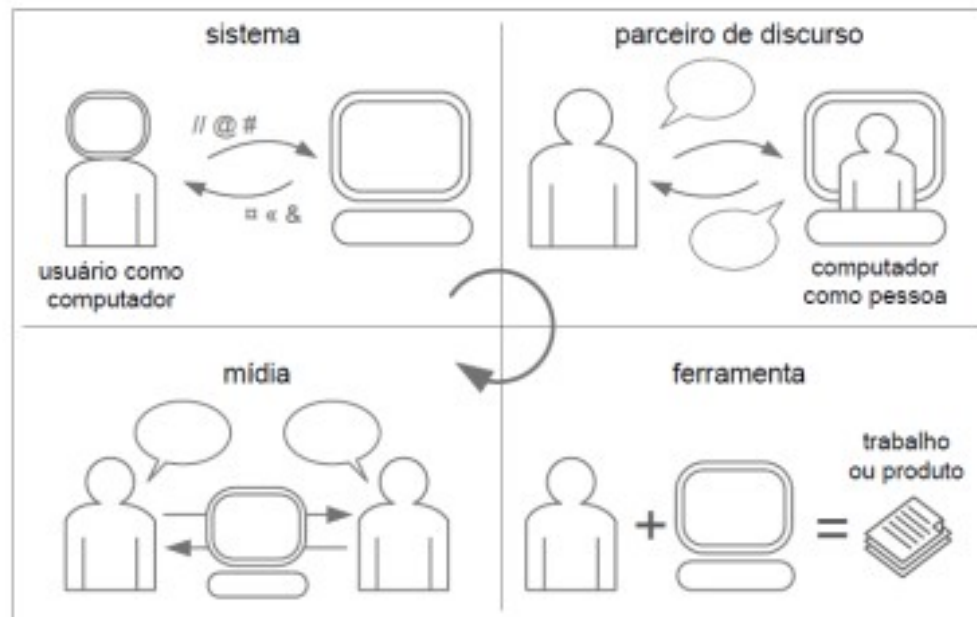 sistema
// @ #
¤ « &
usuário como
computador
parceiro de discurso
computador
como pessoa
mídia
ferramenta
+
=
trabalho
ou produto